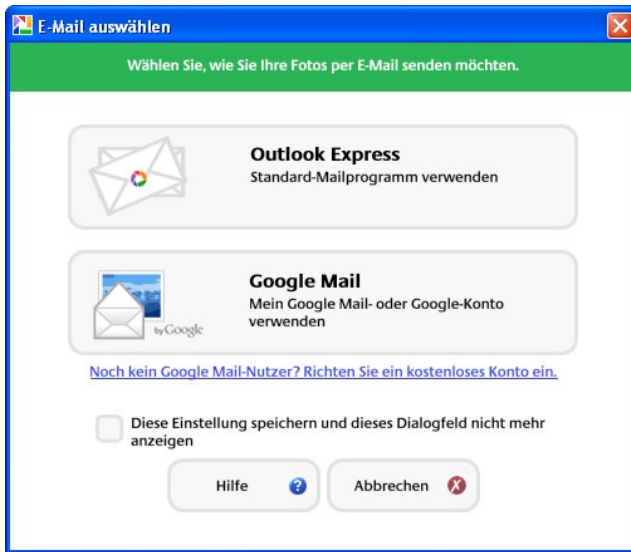 E-Mail auswählen
Wählen Sie, wie Sie Ihre Fotos per E-Mail senden möchten.
Outlook Express
Standard-Mailprogramm verwenden
Google Mail
Mein Google Mail- oder Google-Konto
verwenden
by Google
Noch kein Google Mail-Nutzer? Richten Sie ein kostenloses Konto ein.
Diese Einstellung speichern und dieses Dialogfeld nicht mehr
anzeigen
Hilfe ?
Abbrechen X